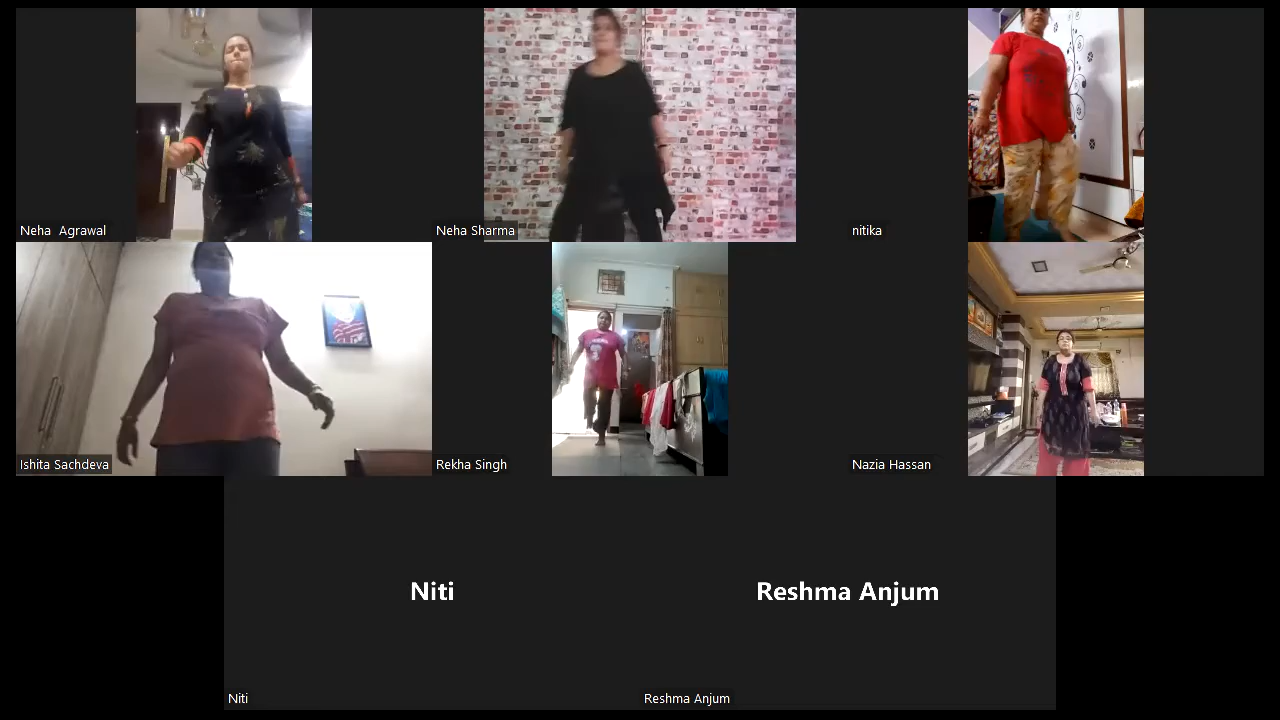 Neha Agrawal
Neha Sharma
nitika
Ishita Sachdeva
Rekha Singh
Nazia Hassan
Niti
Reshma Anjum
Niti
Reshma Anjum